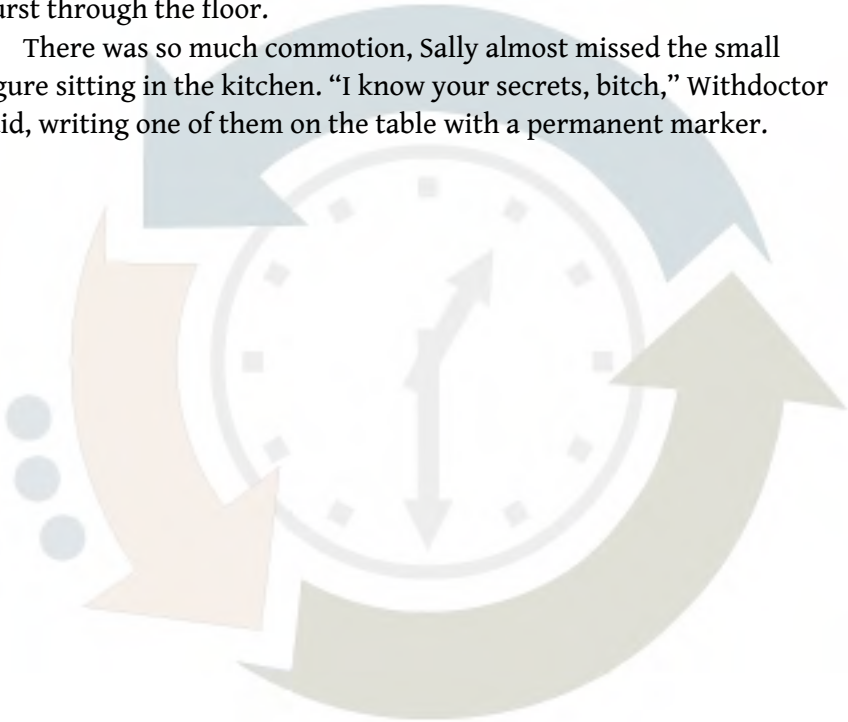 urst through the floor.
There was so much commotion, Sally almost missed the small
gure sitting in the kitchen. “I know your secrets, bitch,” Withdoctor
id, writing one of them on the table with a permanent marker.